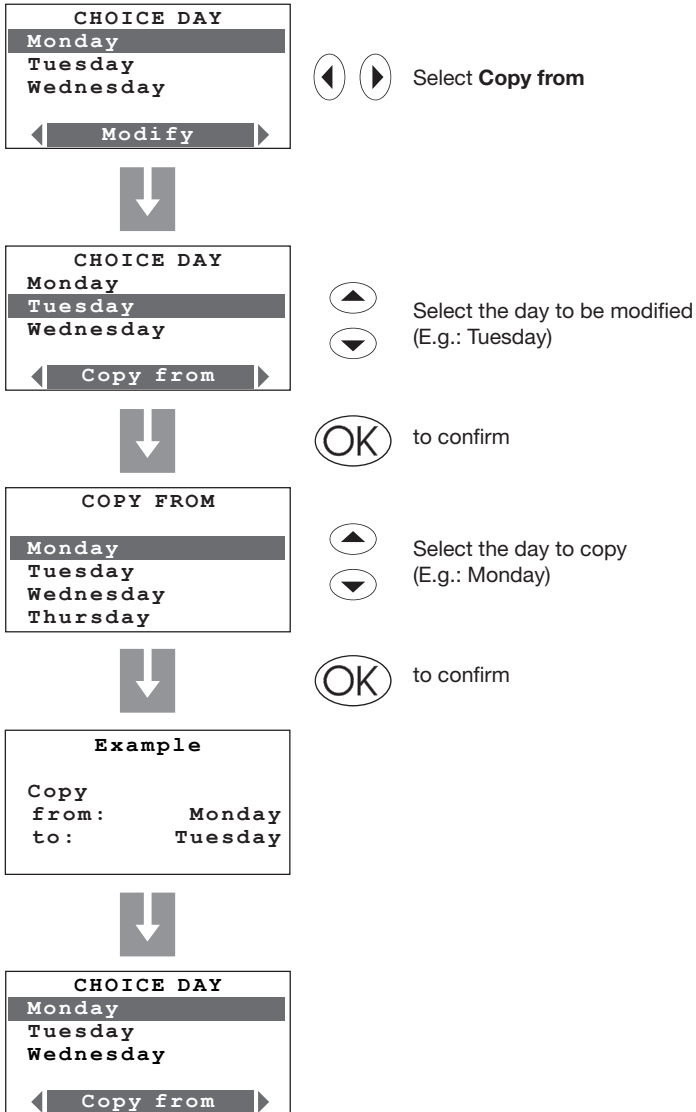 CHOICE DAY
Monday
Tuesday
Wednesday
Modify
Select Copy from
CHOICE DAY
Monday
Tuesday
Wednesday
Copy from
Select the day to be modified
(E.g.: Tuesday)
OK to confirm
COPY FROM
Monday
Tuesday
Wednesday
Thursday
Select the day to copy
(E.g.: Monday)
OK to confirm
Example
Copy
from: Monday
to: Tuesday
CHOICE DAY
Monday
Tuesday
Wednesday
Copy from